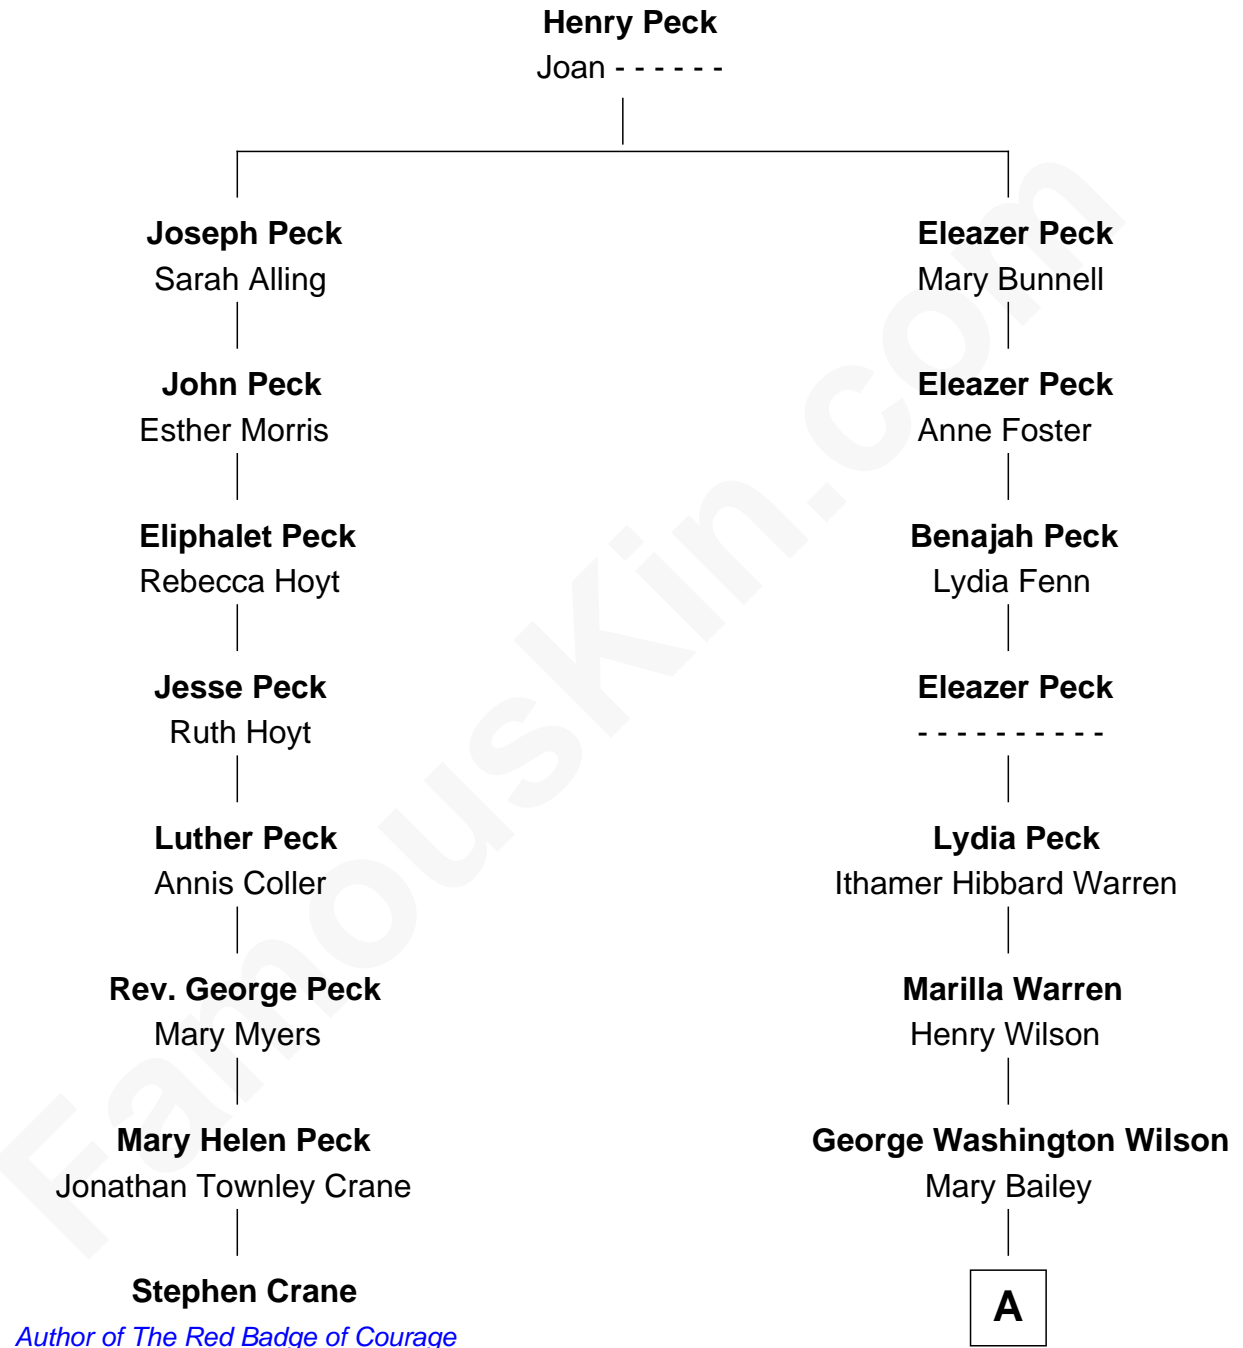 Henry Peck
Joan - - - - - -
Joseph Peck
Sarah Alling
John Peck
Esther Morris
Eliphalet Peck
Rebecca Hoyt
Jesse Peck
Ruth Hoyt
Luther Peck
Annis Coller
Rev. George Peck
Mary Myers
Mary Helen Peck
Jonathan Townley Crane
Stephen Crane
Author of The Red Badge of Courage
Eleazer Peck
Mary Bunnell
Eleazer Peck
Anne Foster
Benajah Peck
Lydia Fenn
Eleazer Peck
- - - - - - - - - -
Lydia Peck
Ithamer Hibbard Warren
Marilla Warren
Henry Wilson
George Washington Wilson
Mary Bailey
A
FamousKin.com